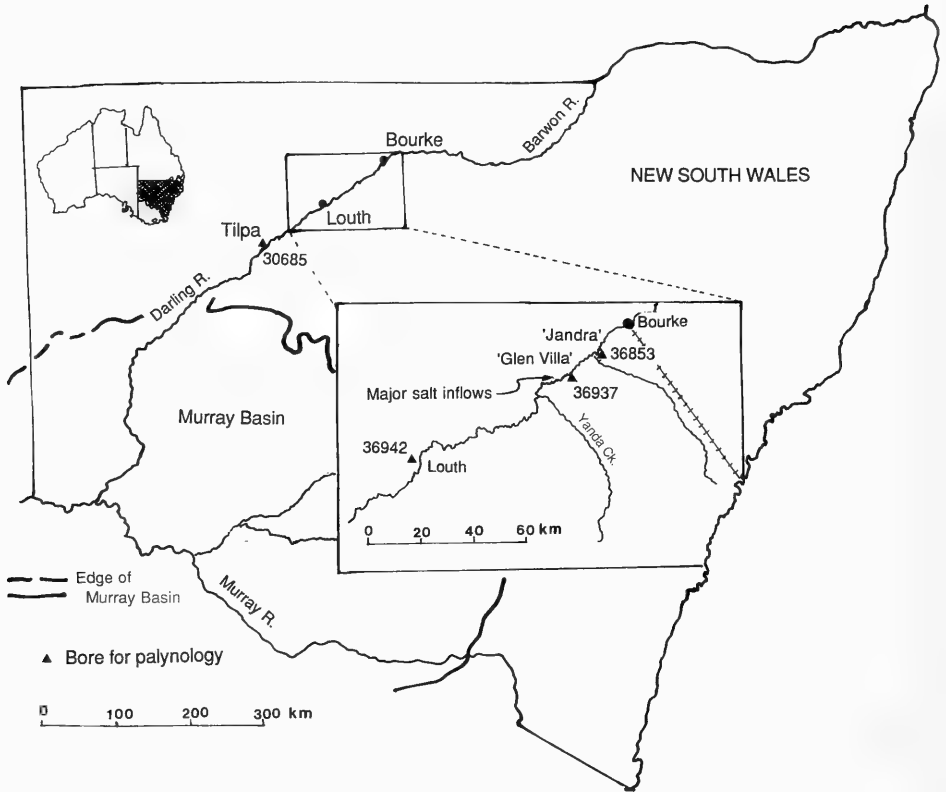 Barwon R.
Bourke
NEW SOUTH WALES
Louth
Tilpa
30685
Darling R.
Bourke
'Jandra'
36853
'Glen Villa'
Major salt inflows
36937
Murray Basin
Yanda Ck.
36942
Louth
0 20 40 60 km
Edge of
Murray Basin
Murray R.
Bore for palynology
0 100 200 300 km